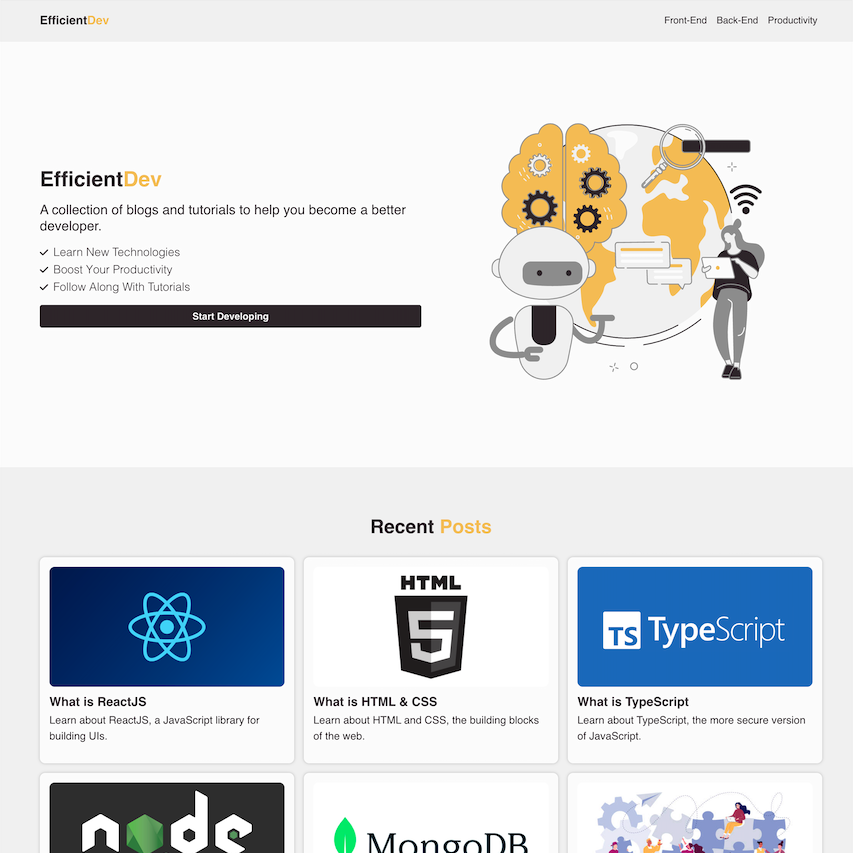 EfficientDev
Front-End Back-End Productivity
EfficientDev
A collection of blogs and tutorials to help you become a better
developer.
Learn New Technologies
Boost Your Productivity
Follow Along With Tutorials
Start Developing
Recent Posts
HTML
5
TS TypeScript
What is ReactJS
Learn about ReactJS, a JavaScript library for
building UIs.
What is HTML & CSS
Learn about HTML and CSS, the building blocks
of the web.
What is TypeScript
Learn about TypeScript, the more secure version
of JavaScript.
node
MongoDB